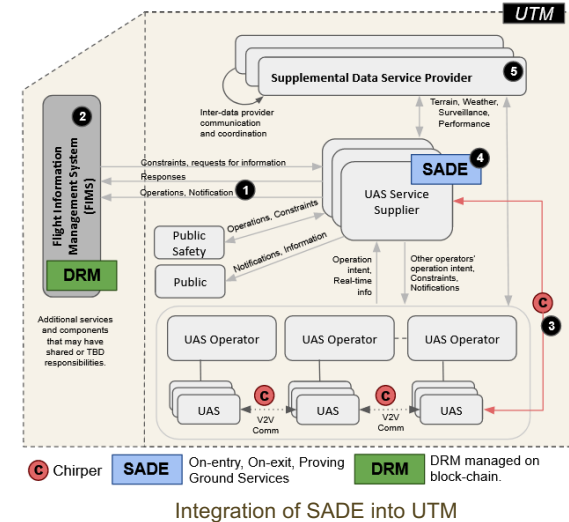 UTM
Supplemental Data Service Provider
5
Inter-data provider
communication
and coordination
Terrain, Weather,
Surveillance,
Performance
2
Flight Information
Management System
(FIMS)
DRM
Constraints, requests for information
Responses
Operations, Notification
1
SADE
4
UAS Service
Supplier
Public
Safety
Public
Operations, Constraints
Notifications, Information
Operation
intent,
Real-time
info
Other operators'
operation intent,
Constraints,
Notifications
C
3
Additional services
and components
that may have
shared or TBD
responsibilities.
UAS Operator
UAS Operator
UAS Operator
UAS
C
V2V
Comm
UAS
C
V2V
Comm
UAS
C
Chirper
SADE
On-entry, On-exit, Proving
Ground Services
DRM
DRM managed on
block-chain.
Integration of SADE into UTM